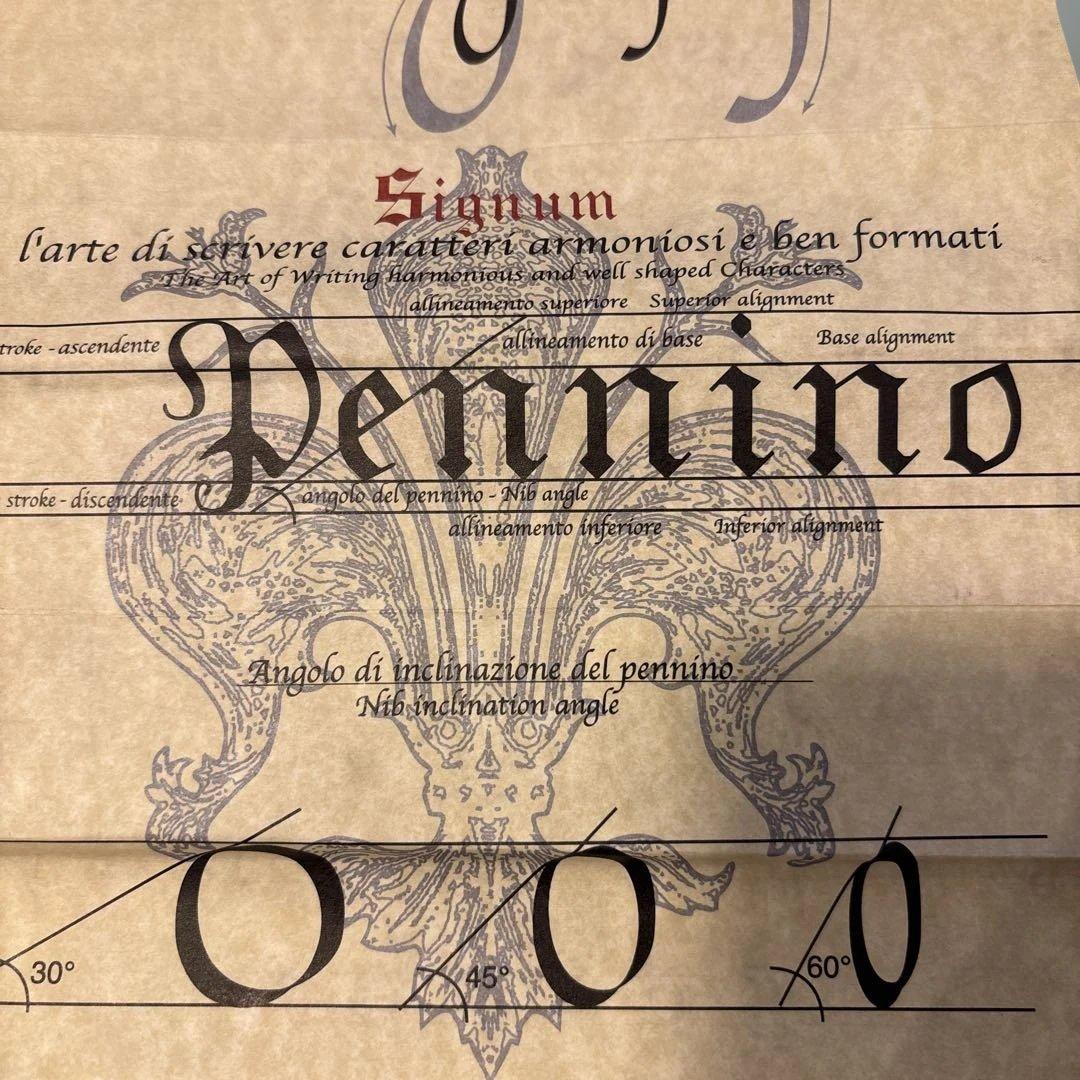 Signum
l'arte di scrivere caratteri armoniosi e ben formati
The Art of Writing harmonious and well shaped Characters
allineamento superiore Superior alignment
troke - ascendente
allineamento di base Base alignment
Pennino
stroke - discendente
angolo del pennino - Nib angle
allineamento inferiore Inferior alignment
Angolo di inclinazione del pennino
Nib inclination angle
O O O
30° 45° 60°